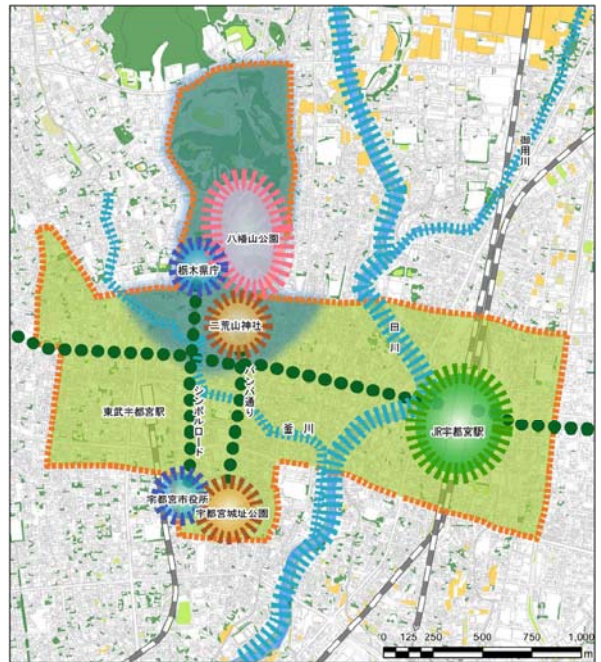 御用川
八幡山公園
栃木県庁
二荒山神社
田川
バンバ通り
シンボルロード
東武宇都宮駅
釜川
JR宇都宮駅
宇都宮市役所
宇都宮城址公園
0 125 250 500 750 1,000
m